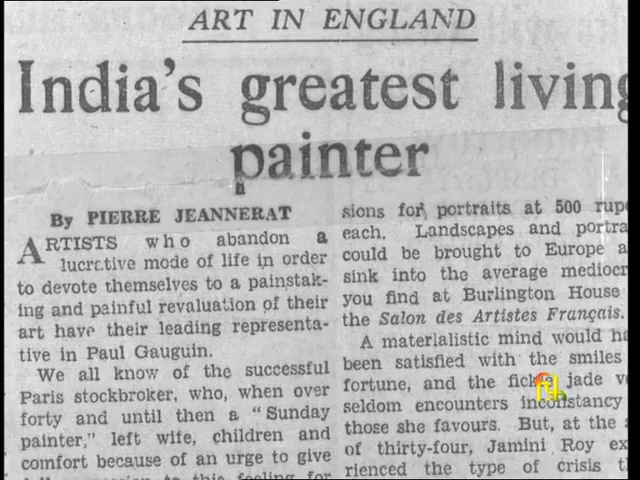 ART IN ENGLAND
India's greatest living
painter
By PIERRE JEANNERAT
ARTISTS who abandon a
lucrative mode of life in order
to devote themselves to a painstak-
ing and painful revaluation of their
art have their leading representa-
tive in Paul Gauguin.
We all know of the successful
Paris stockbroker, who, when over
forty and until then a "Sunday
painter," left wife, children and
comfort because of an urge to give
to this feeling for
sions for portraits at 500 rup
each. Landscapes and portra
could be brought to Europe a
sink into the average mediocr
you find at Burlington House
the Salon des Artistes Français.
A materialistic mind would ha
been satisfied with the smiles
fortune, and the fickle jade
seldom encounters inconstancy
those she favours. But, at the
of thirty-four, Jamini Roy ex
rienced the type of crisis